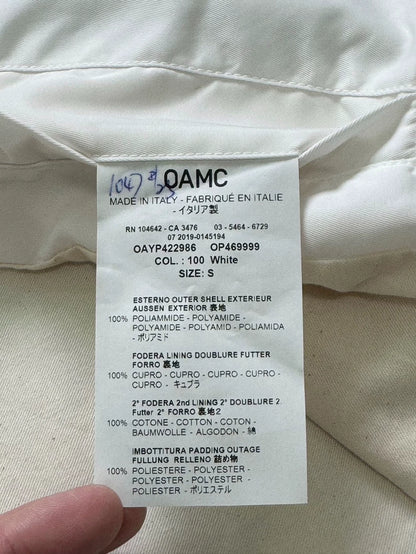 1047 8/23
OAMC
MADE IN ITALY - FABRIQUÉ EN ITALIE
- イタリア製
RN 104642 - CA 3476 03 - 5464 - 6729
07 2019-0145194
OAYP422986 OP469999
COL. : 100 White
SIZE: S
ESTERNO OUTER SHELL EXTERIEUR
AUSSEN EXTERIOR 表地
100% POLIAMMIDE - POLYAMIDE -
POLYAMIDE - POLYAMID - POLIAMIDA
- ポリアミド
FODERA LINING DOUBLURE FUTTER
FORRO 裏地
100% CUPRO - CUPRO - CUPRO - CUPRO -
CUPRO - キュプラ
2° FODERA 2nd LINING 2° DOUBLURE 2.
Futter 2° FORRO 裏地2
100% COTONE - COTTON - COTON -
BAUMWOLLE - ALGODON - 綿
IMBOTTITURA PADDING OUTAGE
FULLUNG RELLENO 詰め物
100% POLIESTERE - POLYESTER -
POLYESTER - POLYESTER -
POLIESTER - ポリエステル